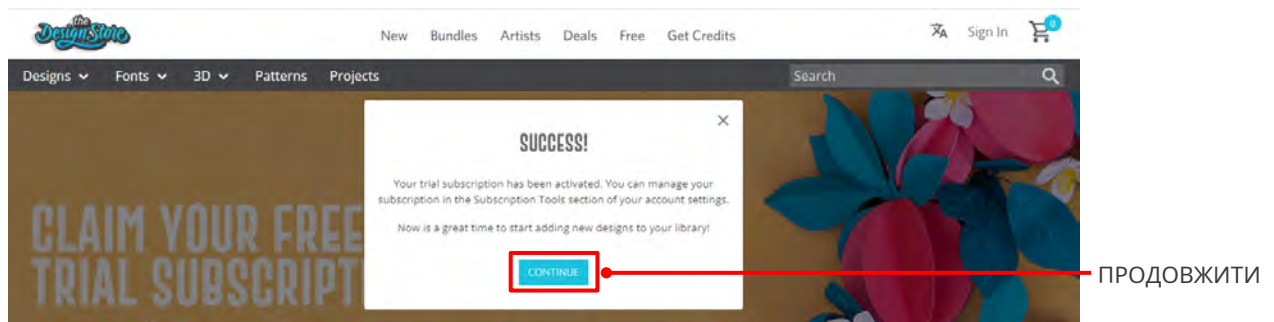 the Design Store
New Bundles Artists Deals Free Get Credits
Sign In
0
Designs Fonts 3D Patterns Projects
Search
SUCCESS!
Your trial subscription has been activated. You can manage your
subscription in the Subscription Tools section of your account settings.
Now is a great time to start adding new designs to your library!
CONTINUE
ПРОДОВЖИТИ
CLAIM YOUR FREE
TRIAL SUBSCRIPT